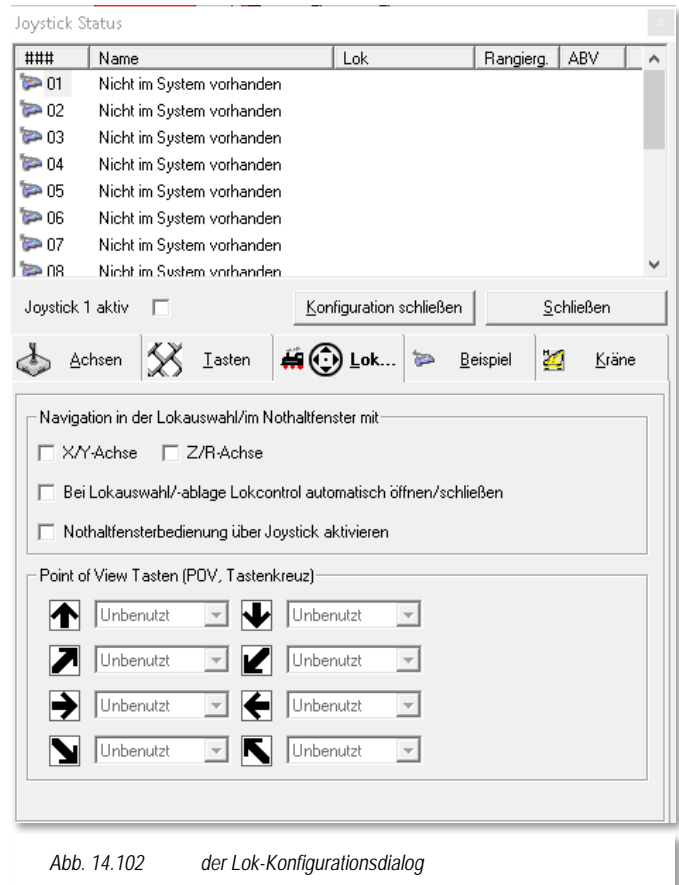 Joystick Status
x
### Name Lok Rangierg. ABV
01 Nicht im System vorhanden
02 Nicht im System vorhanden
03 Nicht im System vorhanden
04 Nicht im System vorhanden
05 Nicht im System vorhanden
06 Nicht im System vorhanden
07 Nicht im System vorhanden
08 Nicht im System vorhanden
Joystick 1 aktiv Konfiguration schließen Schließen
Achsen Tasten Lok... Beispiel Kräne
Navigation in der Lokauswahl/im Nothaltfenster mit
X/Y-Achse Z/R-Achse
Bei Lokauswahl/-ablage Lokcontrol automatisch öffnen/schließen
Nothaltfensterbedienung über Joystick aktivieren
Point of View Tasten (POV, Tastenkreuz)
Unbenutzt Unbenutzt
Unbenutzt Unbenutzt
Unbenutzt Unbenutzt
Unbenutzt Unbenutzt
Abb. 14.102 der Lok-Konfigurationsdialog